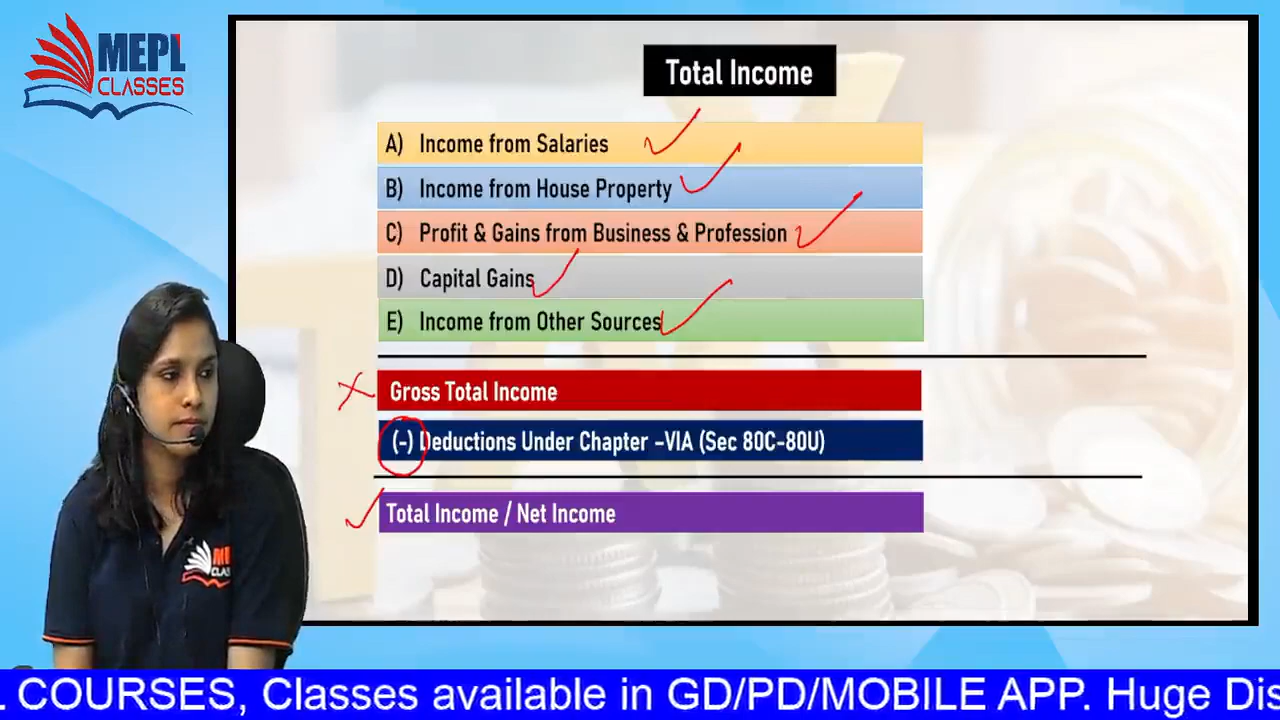 MEPL
CLASSES
Total Income
A) Income from Salaries
B) Income from House Property
C) Profit & Gains from Business & Profession
D) Capital Gains
E) Income from Other Sources
Gross Total Income
(-) Deductions Under Chapter –VIA (Sec 80C-80U)
Total Income / Net Income
L COURSES, Classes available in GD/PD/MOBILE APP. Huge Dis